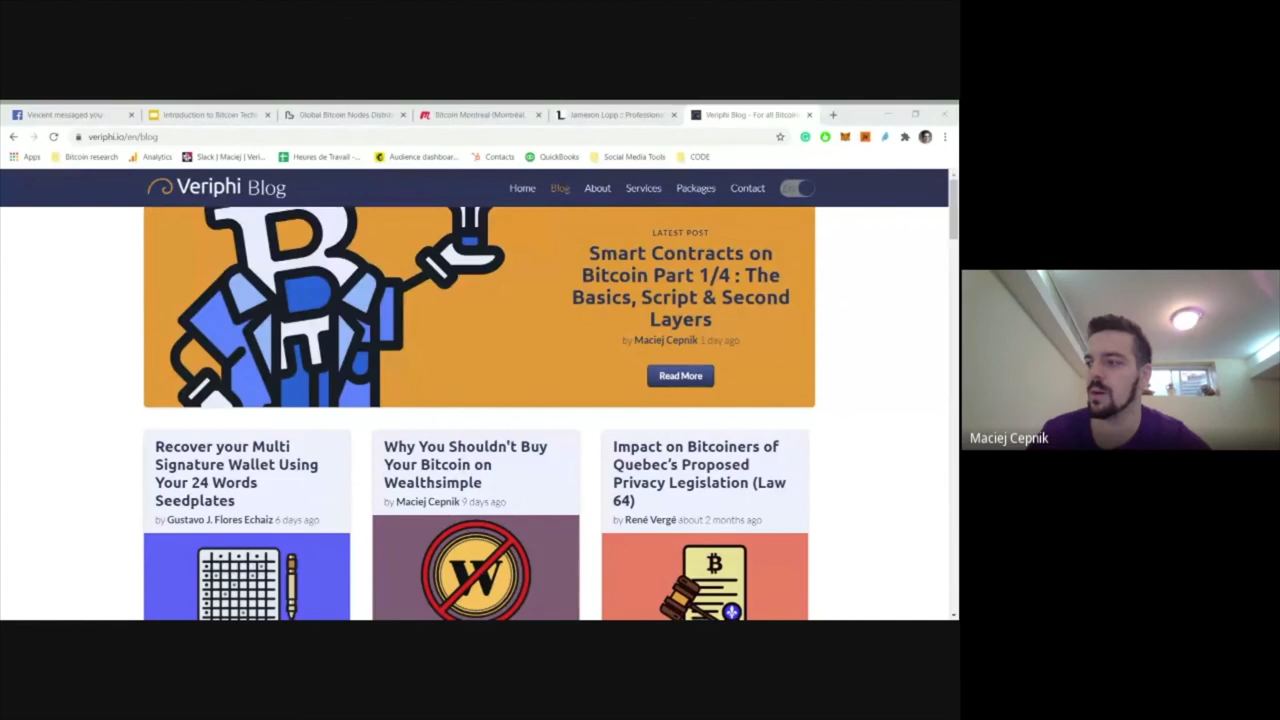 Vincent messaged you
Introduction to Bitcoin Tech
Global Bitcoin Nodes Distrib
Bitcoin Montreal (Montréal,
Jameson Lopp :: Professional
Veriphi Blog - For all Bitcoin
veriphi.io/en/blog
Apps
Bitcoin research
Analytics
Slack | Maciej | Veri...
Heures de Travail -...
Audience dashboar...
Contacts
QuickBooks
Social Media Tools
CODE
Veriphi Blog
Home
Blog
About
Services
Packages
Contact
En
LATEST POST
Smart Contracts on
Bitcoin Part 1/4 : The
Basics, Script & Second
Layers
by Maciej Cepnik 1 day ago
Read More
Recover your Multi
Signature Wallet Using
Your 24 Words
Seedplates
by Gustavo J. Flores Echaiz 6 days ago
Why You Shouldn't Buy
Your Bitcoin on
Wealthsimple
by Maciej Cepnik 9 days ago
W
Impact on Bitcoiners of
Quebec's Proposed
Privacy Legislation (Law
64)
by René Vergé about 2 months ago
Maciej Cepnik